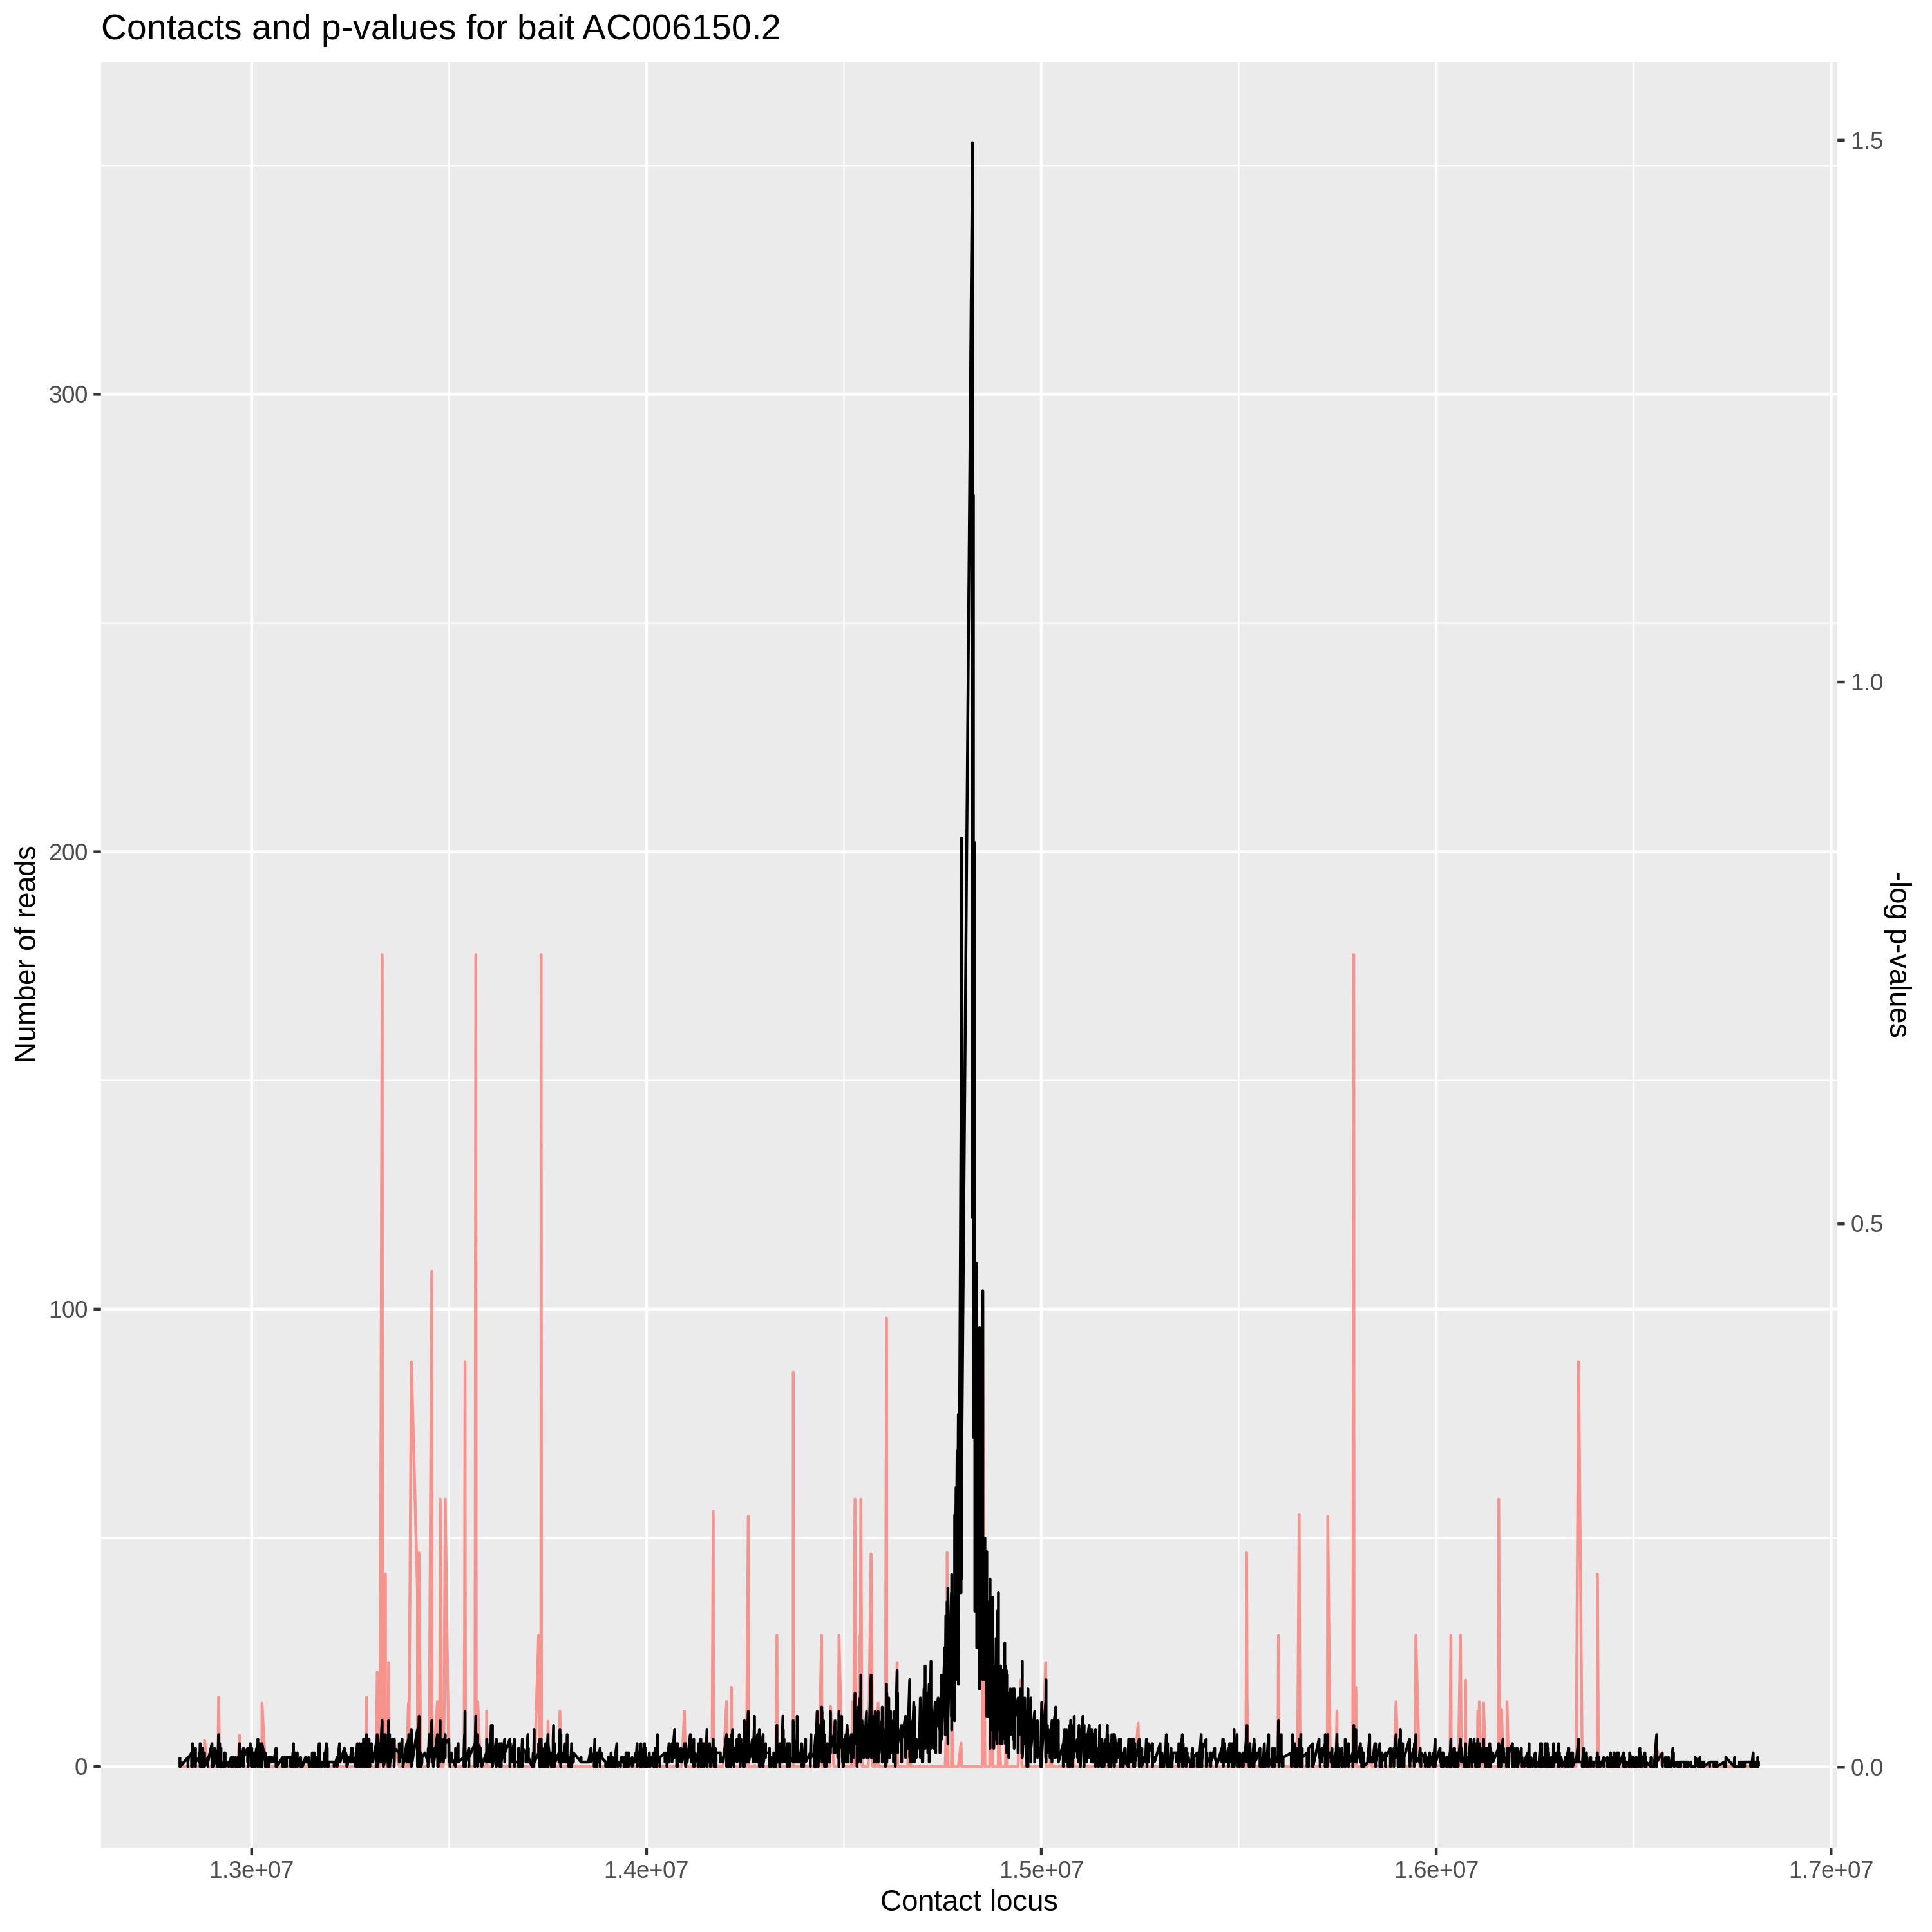 Contacts and p-values for bait AC006150.2
Number of reads
300
200
100
0
1.5
1.0
0.5
0.0
-log p-values
1.3e+07
1.4e+07
1.5e+07
1.6e+07
1.7e+07
Contact locus